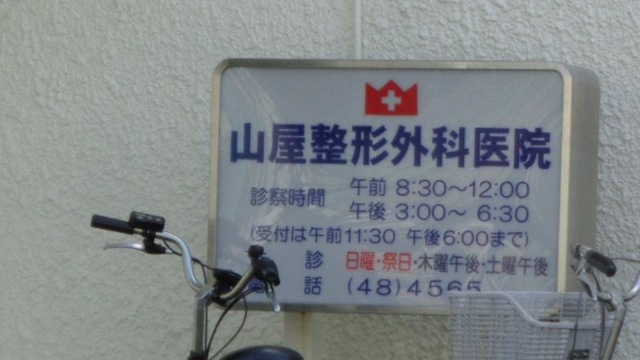 山屋整形外科医院
診察時間 午前 8:30～12:00
午後 3:00～ 6:30
(受付は午前11:30 午後6:00まで)
診 日曜・祭日・木曜午後・土曜午後
話 (48)4565